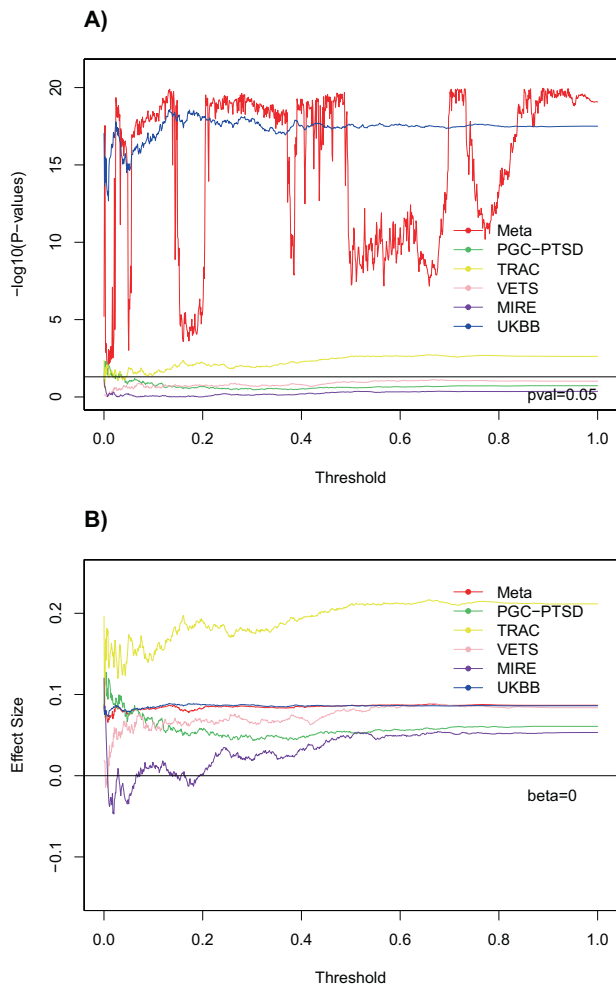 A)
−log10(P-values)
20
15
10
5
0
Meta
PGC−PTSD
TRAC
VETS
MIRE
UKBB
pval=0.05
0.0 0.2 0.4 0.6 0.8 1.0
Threshold
B)
Effect Size
0.2
0.1
0.0
−0.1
Meta
PGC−PTSD
TRAC
VETS
MIRE
UKBB
beta=0
0.0 0.2 0.4 0.6 0.8 1.0
Threshold